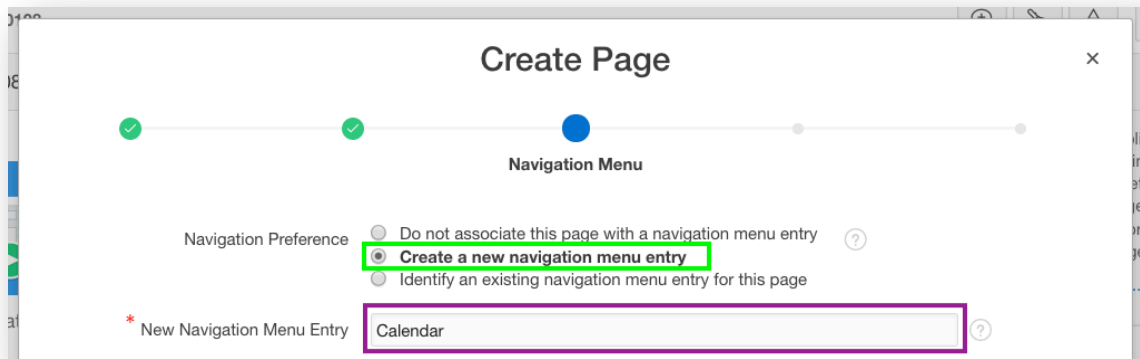 Create Page
×
Navigation Menu
Navigation Preference
Do not associate this page with a navigation menu entry
?
Create a new navigation menu entry
Identify an existing navigation menu entry for this page
* New Navigation Menu Entry
Calendar
?